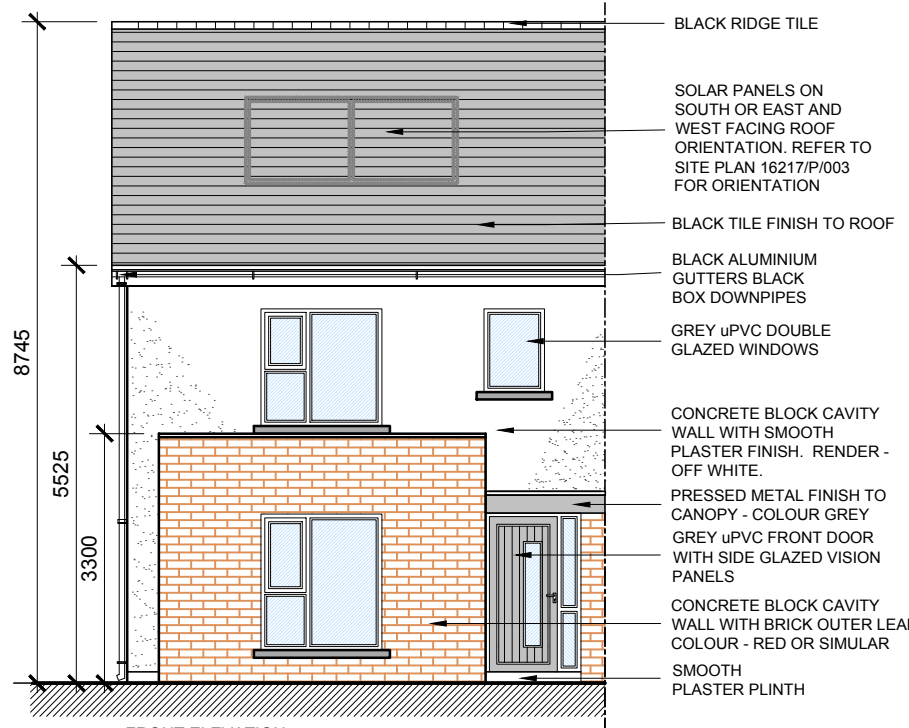 BLACK RIDGE TILE
SOLAR PANELS ON
SOUTH OR EAST AND
WEST FACING ROOF
ORIENTATION. REFER TO
SITE PLAN 16217/P/003
FOR ORIENTATION
BLACK TILE FINISH TO ROOF
BLACK ALUMINIUM
GUTTERS BLACK
BOX DOWNPIPES
GREY uPVC DOUBLE
GLAZED WINDOWS
CONCRETE BLOCK CAVITY
WALL WITH SMOOTH
PLASTER FINISH. RENDER -
OFF WHITE.
PRESSED METAL FINISH TO
CANOPY - COLOUR GREY
GREY uPVC FRONT DOOR
WITH SIDE GLAZED VISION
PANELS
CONCRETE BLOCK CAVITY
WALL WITH BRICK OUTER LEAF
COLOUR - RED OR SIMULAR
SMOOTH
PLASTER PLINTH
8745
5525
3300
FRONT ELEVATION